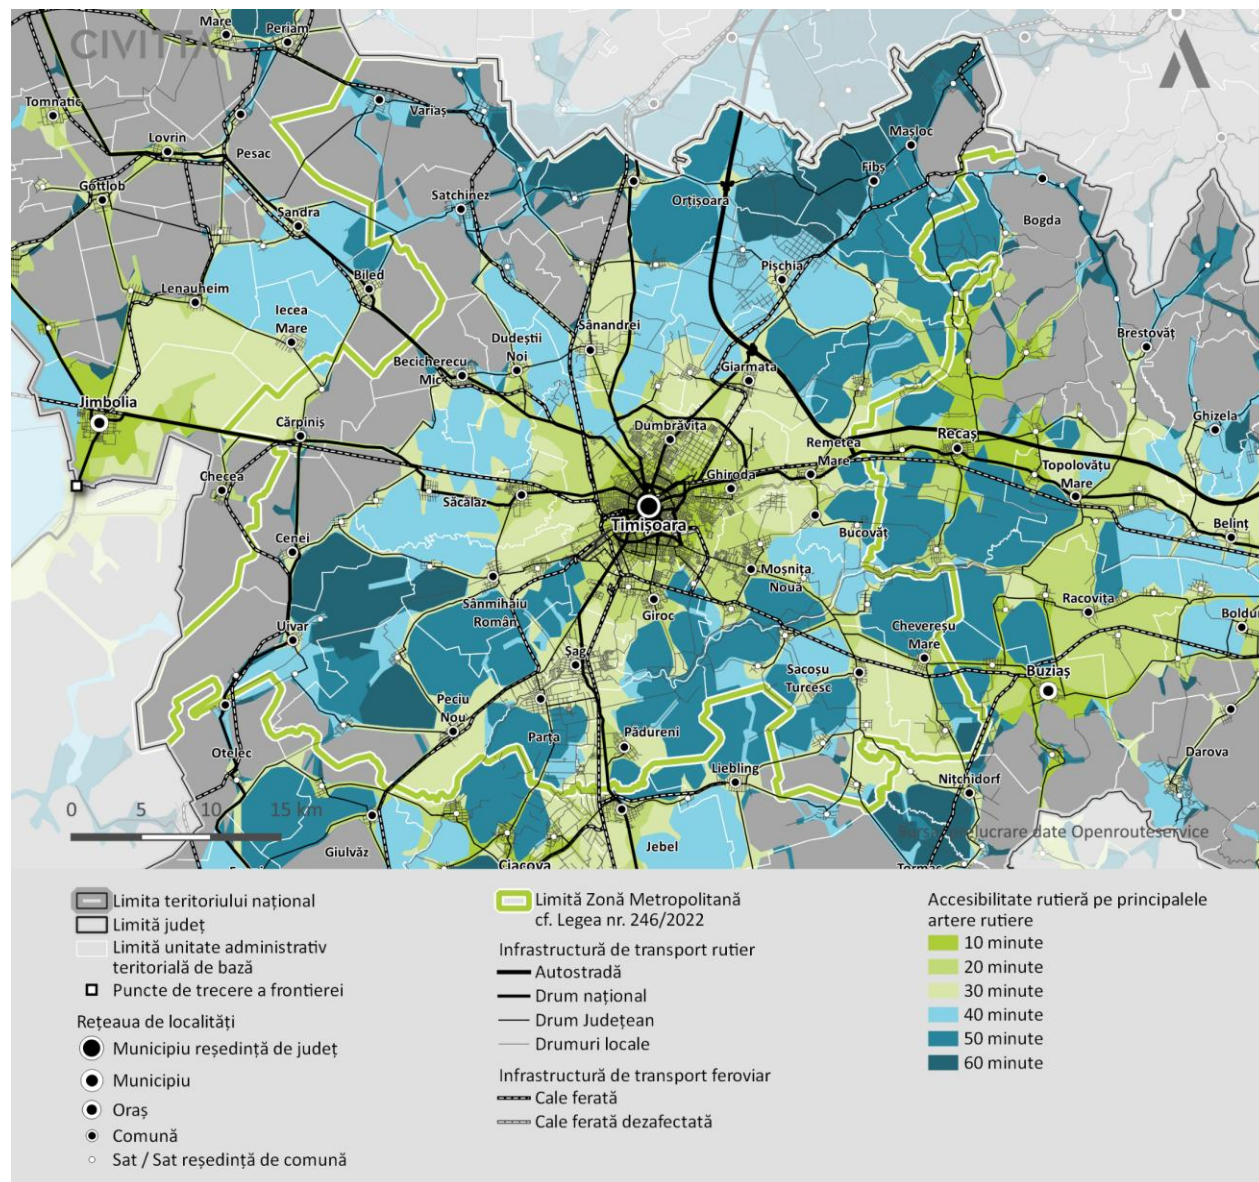 CIVITTA
Mare
Periam
Tomnatic
Variaș
Lovrin
Pesac
Mașloc
Fibș
Gottlob
Satchinez
Orțișoara
Șandra
Bogda
Biled
Pișchia
Lenauheim
Iecea
Mare
Sânandrei
Dudeștii
Noi
Brestovăț
Becicherecu
Mic
Giarmata
Jimbolia
Cărpiniș
Dumbrăvița
Recaș
Ghizela
Remetea
Mare
Checea
Ghiroda
Topolovățu
Mare
Săcălaz
Timișoara
Belinț
Bucovăț
Cenei
Moșnița
Nouă
Sânmihaiu
Român
Giroc
Racovița
Uivar
Chevereșu
Mare
Șag
Sacoșu
Turcesc
Buziaș
Peciu
Nou
Parța
Pădureni
Otelec
Darova
Liebling
Nițchidorf
0 5 10 15 km
lucrare date Openrouteservice
Giulvăz
Jebel
Ciacova
Limita teritoriului național
Limită județ
Limită unitate administrativ
teritorială de bază
Puncte de trecere a frontierei
Rețeaua de localități
Municipiu reședință de județ
Municipiu
Oraș
Comună
Sat / Sat reședință de comună
Limită Zonă Metropolitană
cf. Legea nr. 246/2022
Infrastructură de transport rutier
Autostradă
Drum național
Drum Județean
Drumuri locale
Infrastructură de transport feroviar
Cale ferată
Cale ferată dezafectată
Accesibilitate rutieră pe principalele
artere rutiere
10 minute
20 minute
30 minute
40 minute
50 minute
60 minute